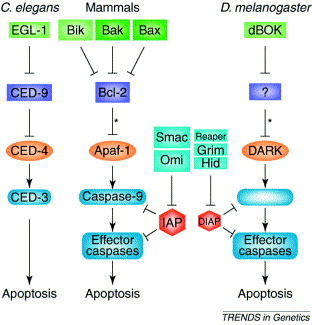 C. elegans Mammals D. melanogaster
EGL-1 Bik Bak Bax dBOK
CED-9 Bcl-2 ?
* *
CED-4 Apaf-1 Smac Reaper DARK
Omi Grim
Hid
CED-3 Caspase-9
IAP DIAP
Effector Effector
caspases caspases
Apoptosis Apoptosis Apoptosis
TRENDS in Genetics